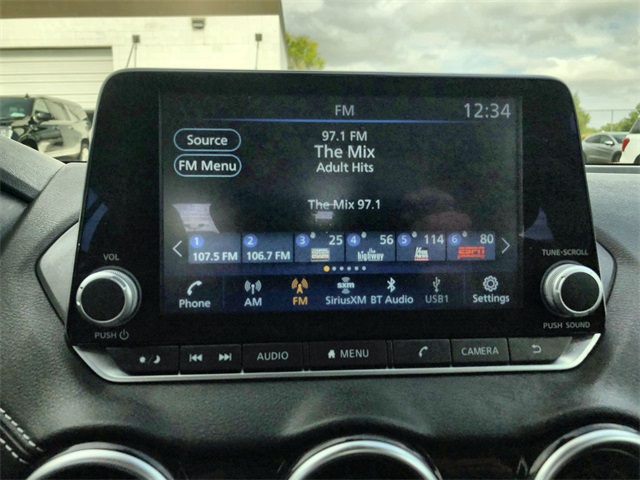 FM 12:34
Source
97.1 FM
The Mix
FM Menu
Adult Hits
The Mix 97.1
1 2 3 25 4 56 5 114 6 80
107.5 FM 106.7 FM the highway ESPN
VOL
TUNE-SCROLL
Phone AM FM SiriusXM BT Audio USB1 Settings
PUSH
PUSH SOUND
AUDIO MENU CAMERA